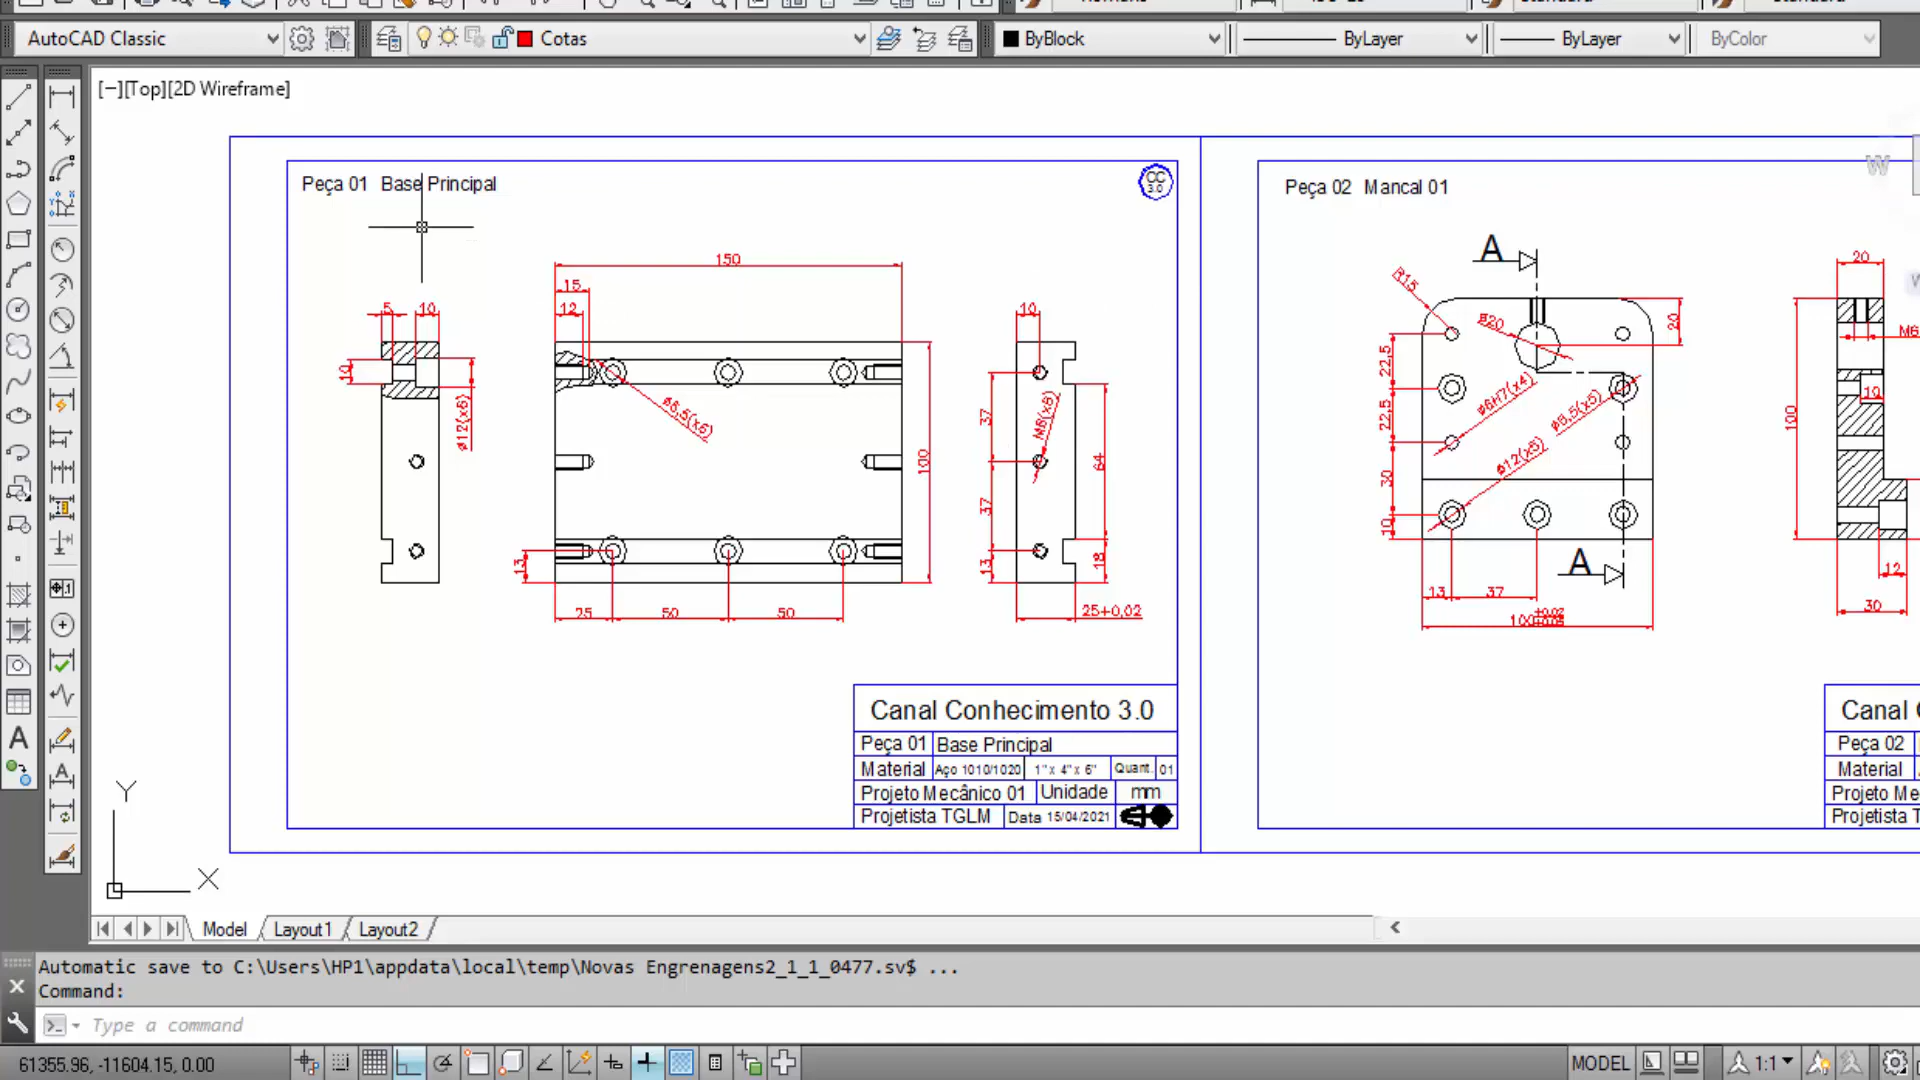 AutoCAD Classic
Cotas
ByBlock
ByLayer
ByLayer
ByColor
[−][Top][2D Wireframe]
Peça 01 Base Principal
CC
3.0
Peça 02 Mancal 01
W
150
15
12
5
10
10
ø12(x6)
ø6,5(x6)
100
13
25
50
50
10
37
37
13
M6(x6)
64
18
25+0,02
A
R15
ø20
20
22,5
22,5
30
10
ø6H7(x4)
ø6,5(x5)
ø12(x5)
A
13
37
100
20
M6
10
100
12
30
Canal Conhecimento 3.0
Peça 01 Base Principal
Material Aço 1010/1020 1"x 4"x 6" Quant. 01
Projeto Mecânico 01 Unidade mm
Projetista TGLM Data 15/04/2021
Canal
Peça 02
Material
Projeto Me
Projetista T
Y
X
Model Layout1 Layout2
Automatic save to C:\Users\HP1\appdata\local\temp\Novas Engrenagens2_1_1_0477.sv$ ...
Command:
Type a command
61355.96, -11604.15, 0.00
MODEL
1:1